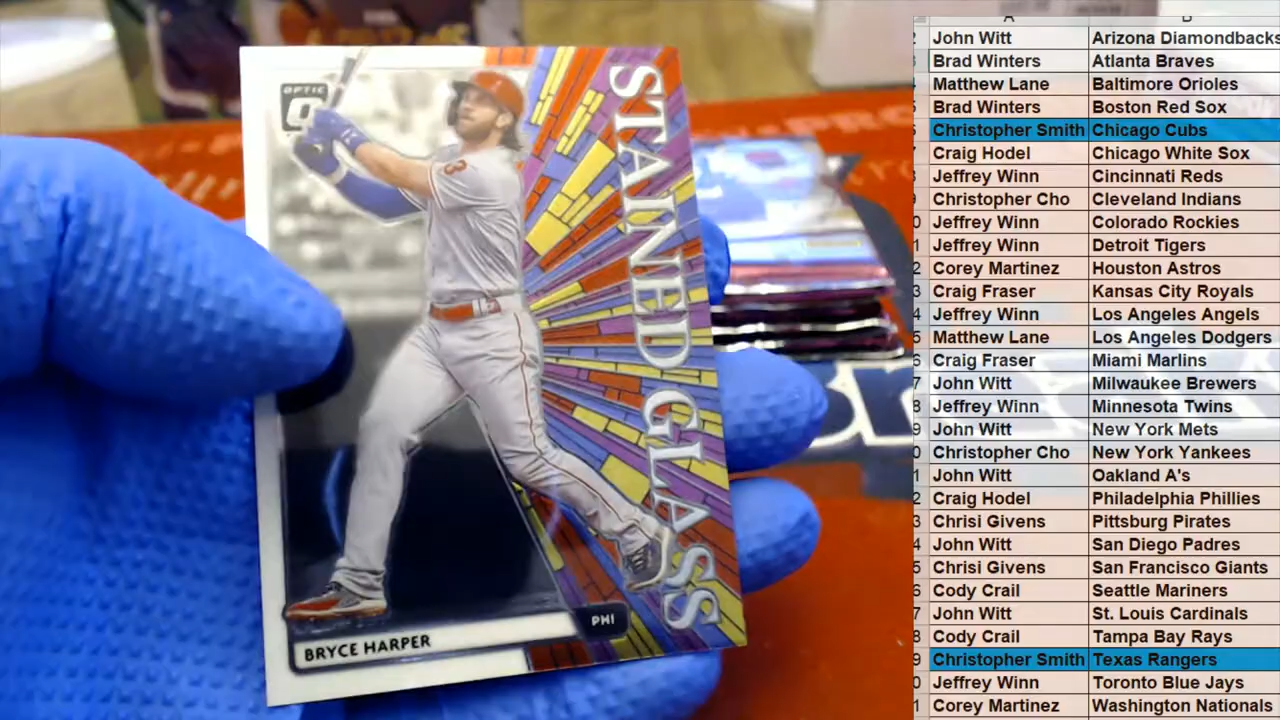 OPTIC
STAINED GLASS
3
PHI
BRYCE HARPER
A B
John Witt Arizona Diamondbacks
Brad Winters Atlanta Braves
Matthew Lane Baltimore Orioles
Brad Winters Boston Red Sox
Christopher Smith Chicago Cubs
Craig Hodel Chicago White Sox
Jeffrey Winn Cincinnati Reds
Christopher Cho Cleveland Indians
Jeffrey Winn Colorado Rockies
Jeffrey Winn Detroit Tigers
Corey Martinez Houston Astros
Craig Fraser Kansas City Royals
Jeffrey Winn Los Angeles Angels
Matthew Lane Los Angeles Dodgers
Craig Fraser Miami Marlins
John Witt Milwaukee Brewers
Jeffrey Winn Minnesota Twins
John Witt New York Mets
Christopher Cho New York Yankees
John Witt Oakland A's
Craig Hodel Philadelphia Phillies
Chrisi Givens Pittsburg Pirates
John Witt San Diego Padres
Chrisi Givens San Francisco Giants
Cody Crail Seattle Mariners
John Witt St. Louis Cardinals
Cody Crail Tampa Bay Rays
Christopher Smith Texas Rangers
Jeffrey Winn Toronto Blue Jays
Corey Martinez Washington Nationals